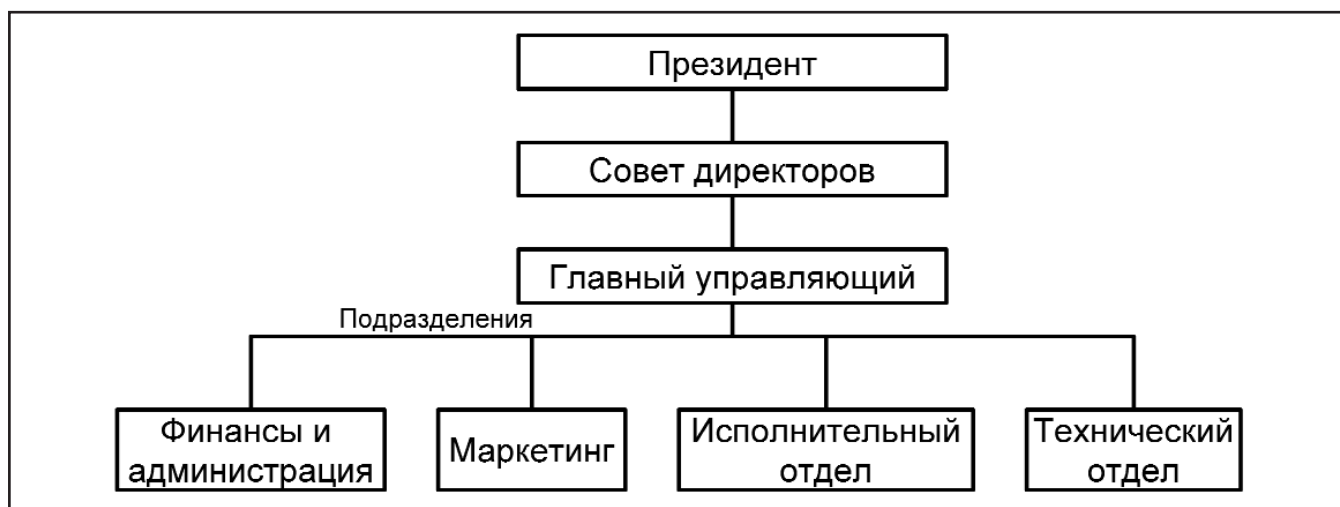 Президент
Совет директоров
Главный управляющий
Подразделения
Финансы и
администрация
Маркетинг
Исполнительный
отдел
Технический
отдел